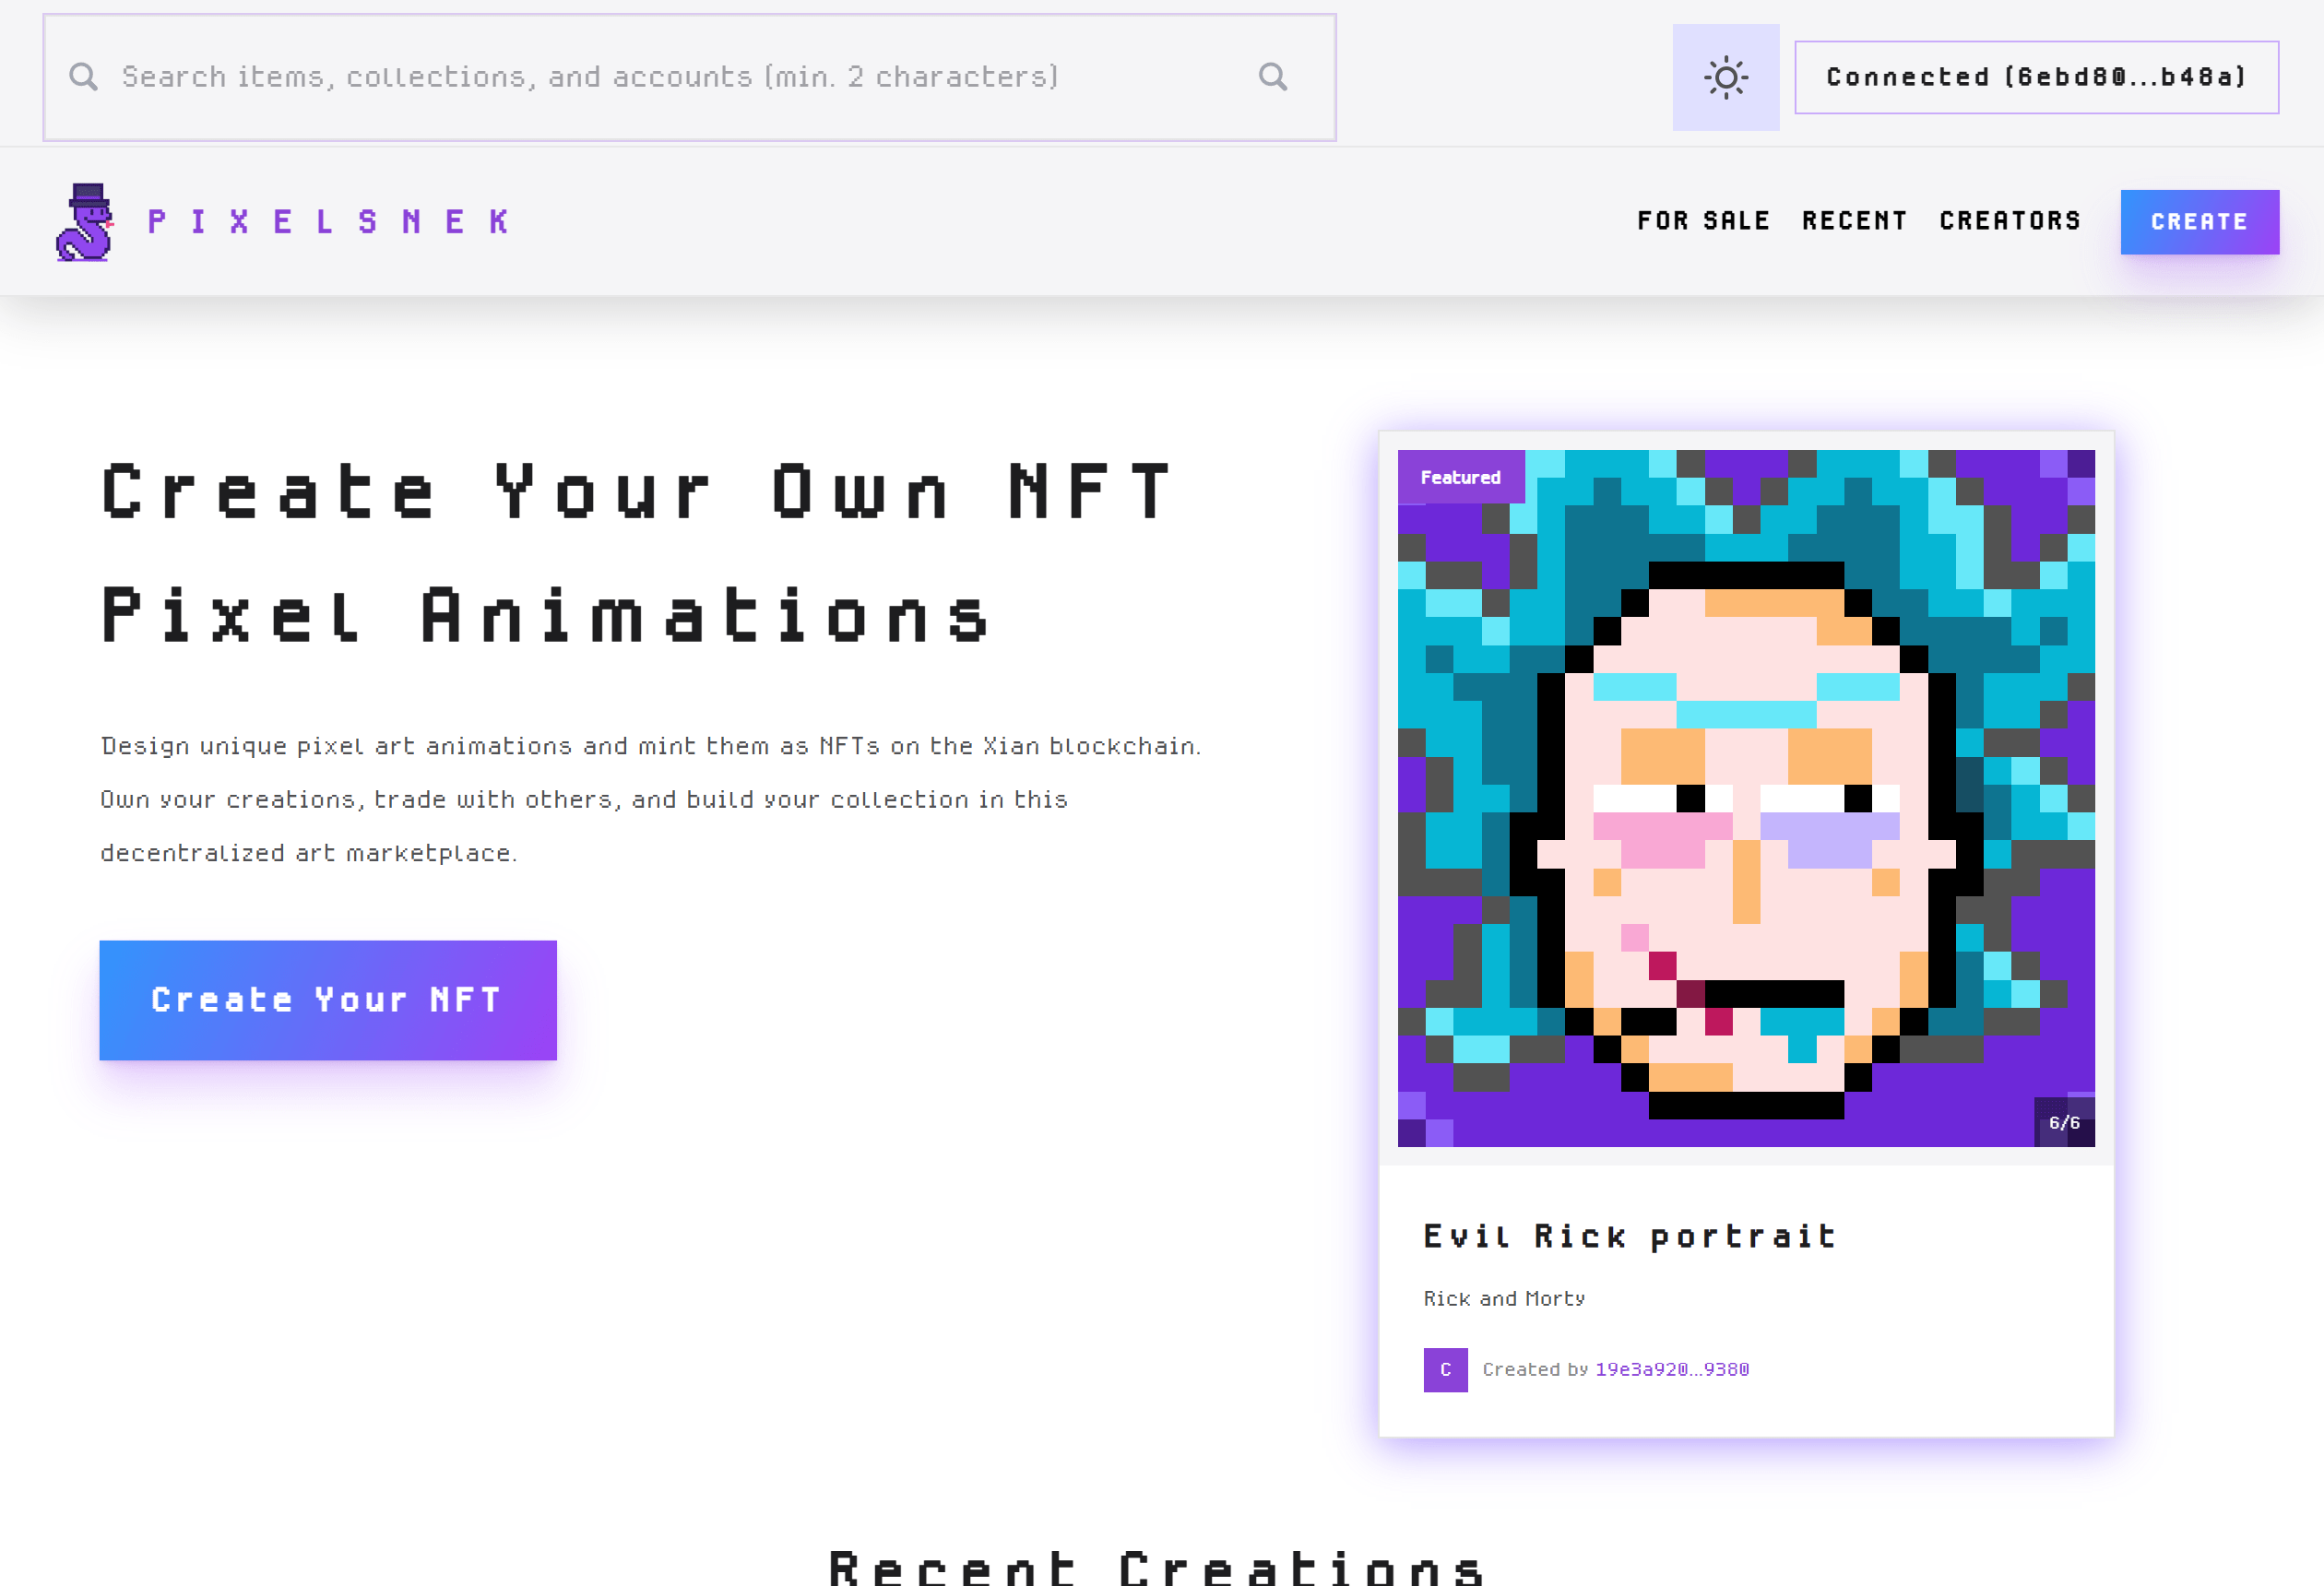 Search items, collections, and accounts (min. 2 characters)
Connected (6ebd80...b48a)
PIXELSNEK
FOR SALE
RECENT
CREATORS
CREATE
Create Your Own NFT
Pixel Animations
Design unique pixel art animations and mint them as NFTs on the Xian blockchain.
Own your creations, trade with others, and build your collection in this
decentralized art marketplace.
Create Your NFT
Featured
6/6
Evil Rick portrait
Rick and Morty
C
Created by 19e3a920...9380
Recent Creations